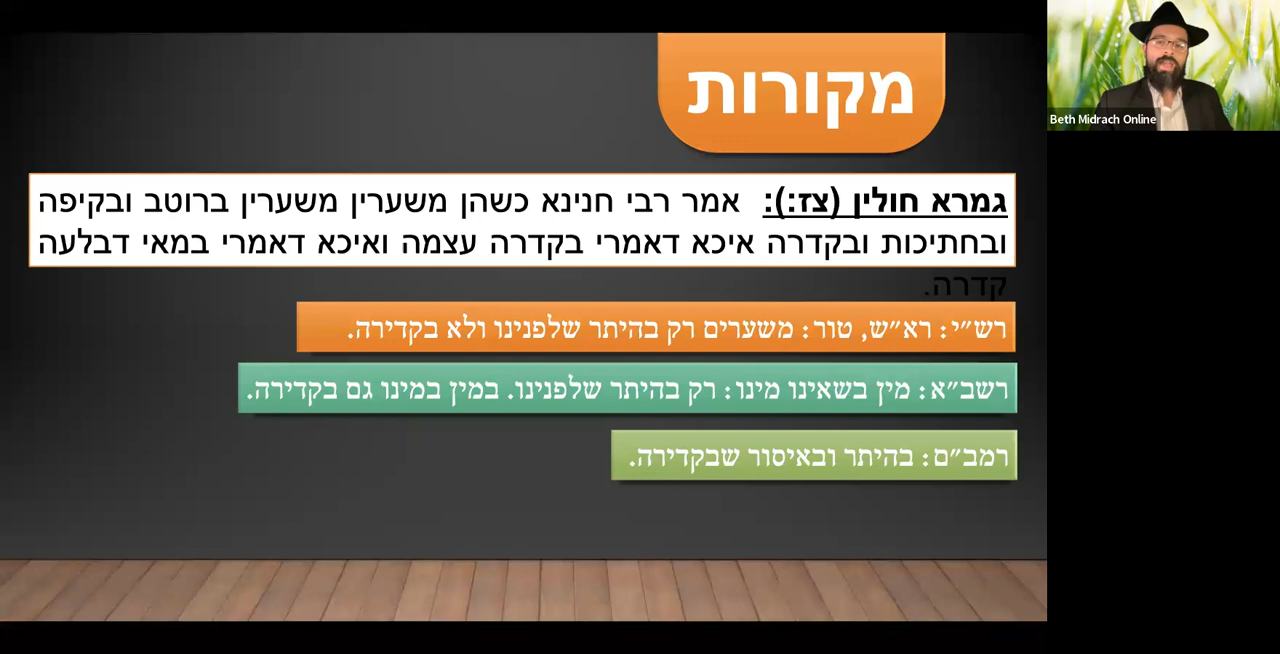 מקורות
Beth Midrach Online
גמרא חולין (צז:): אמר רבי חנינא כשהן משערין משערין ברוטב ובקיפה
ובחתיכות ובקדרה איכא דאמרי בקדרה עצמה ואיכא דאמרי במאי דבלעה
קדרה.
רש״י: רא״ש, טור: משערים רק בהיתר שלפנינו ולא בקדירה.
רשב״א: מין בשאינו מינו: רק בהיתר שלפנינו. במין במינו גם בקדירה.
רמב״ם: בהיתר ובאיסור שבקדירה.